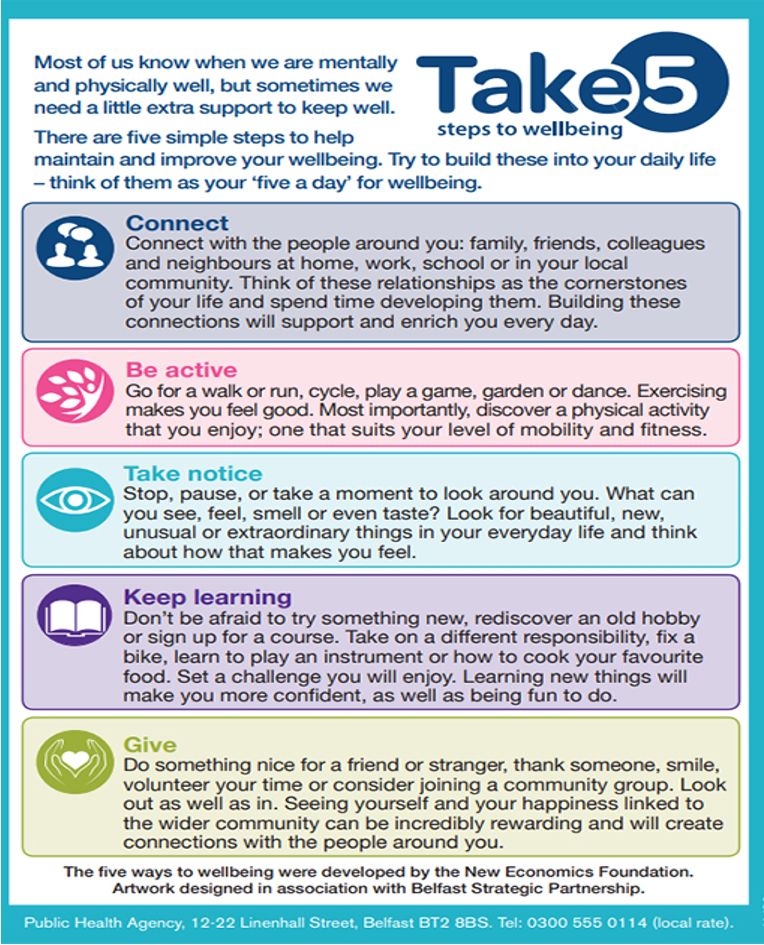 Most of us know when we are mentally
and physically well, but sometimes we
need a little extra support to keep well.
Take 5
steps to wellbeing
There are five simple steps to help
maintain and improve your wellbeing. Try to build these into your daily life
– think of them as your ‘five a day’ for wellbeing.
Connect
Connect with the people around you: family, friends, colleagues
and neighbours at home, work, school or in your local
community. Think of these relationships as the cornerstones
of your life and spend time developing them. Building these
connections will support and enrich you every day.
Be active
Go for a walk or run, cycle, play a game, garden or dance. Exercising
makes you feel good. Most importantly, discover a physical activity
that you enjoy; one that suits your level of mobility and fitness.
Take notice
Stop, pause, or take a moment to look around you. What can
you see, feel, smell or even taste? Look for beautiful, new,
unusual or extraordinary things in your everyday life and think
about how that makes you feel.
Keep learning
Don’t be afraid to try something new, rediscover an old hobby
or sign up for a course. Take on a different responsibility, fix a
bike, learn to play an instrument or how to cook your favourite
food. Set a challenge you will enjoy. Learning new things will
make you more confident, as well as being fun to do.
Give
Do something nice for a friend or stranger, thank someone, smile,
volunteer your time or consider joining a community group. Look
out as well as in. Seeing yourself and your happiness linked to
the wider community can be incredibly rewarding and will create
connections with the people around you.
The five ways to wellbeing were developed by the New Economics Foundation.
Artwork designed in association with Belfast Strategic Partnership.
Public Health Agency, 12-22 Linenhall Street, Belfast BT2 8BS. Tel: 0300 555 0114 (local rate).